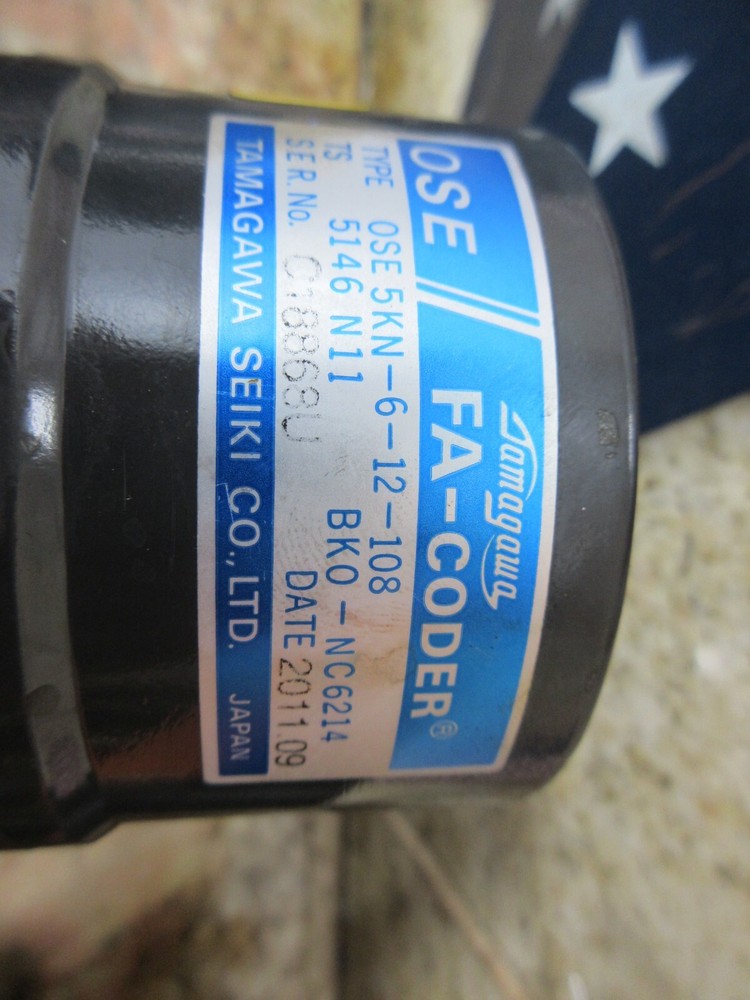 Tamagawa
OSE FA-CODER®
TYPE OSE 5KN-6-12-108
TS 5146 N11 BKO-NC6214
SER. No. C18868U DATE 2011.09
TAMAGAWA SEIKI CO., LTD. JAPAN